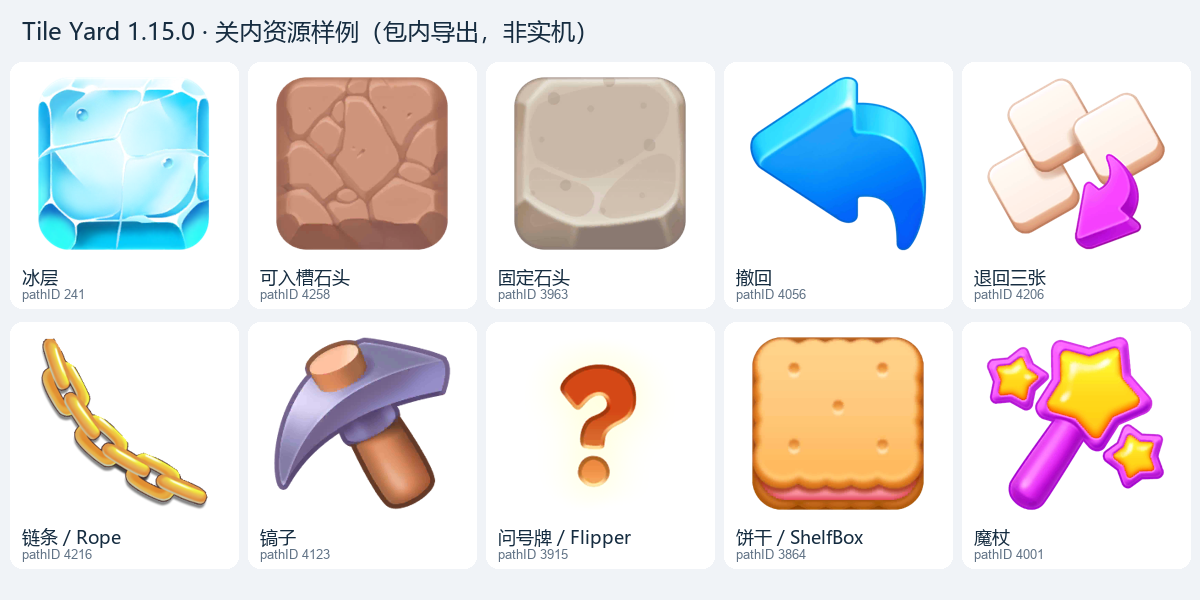 Tile Yard 1.15.0 · 关内资源样例（包内导出，非实机）
冰层
pathID 241
可入槽石头
pathID 4258
固定石头
pathID 3963
撤回
pathID 4056
退回三张
pathID 4206
链条 / Rope
pathID 4216
镐子
pathID 4123
问号牌 / Flipper
pathID 3915
饼干 / ShelfBox
pathID 3864
魔杖
pathID 4001